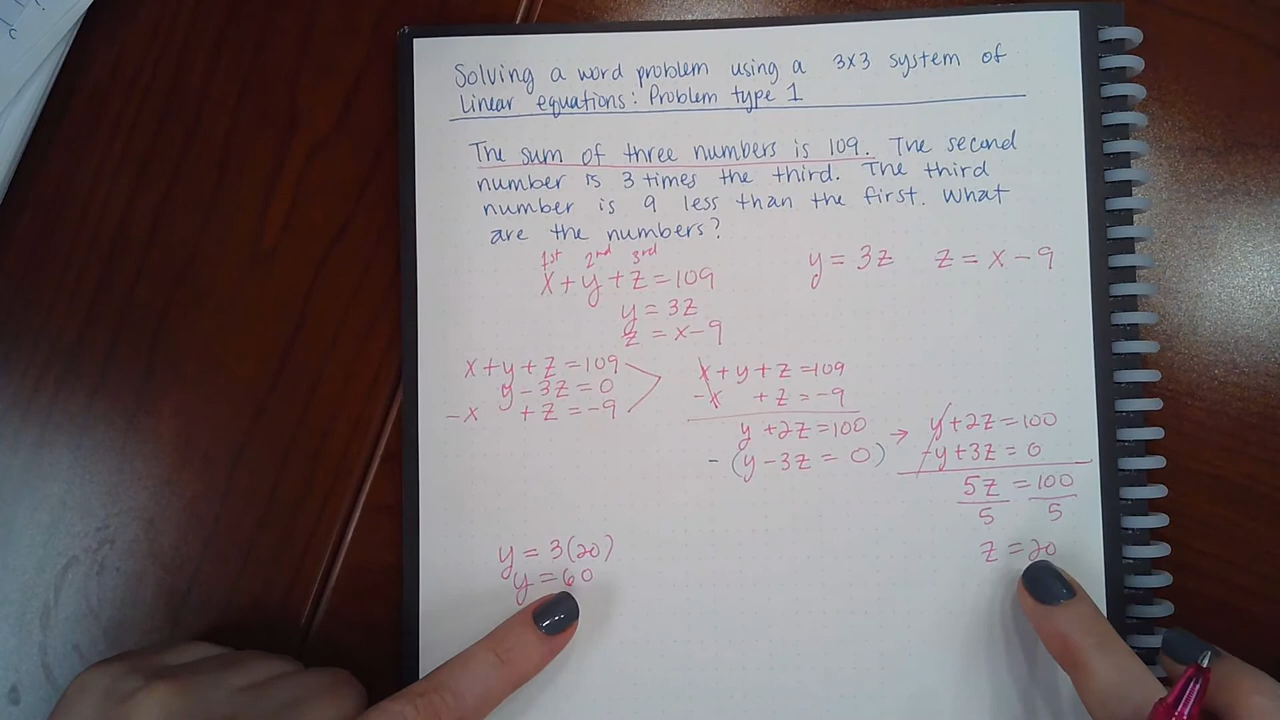 Solving a word problem using a 3x3 system of
linear equations: Problem type 1
The sum of three numbers is 109. The second
number is 3 times the third. The third
number is 9 less than the first. What
are the numbers?
1st 2nd 3rd
x+y+z=109
y=3z z=x-9
y=3z
z=x-9
x+y+z=109
y-3z=0
-x +z=-9
x+y+z=109
-x +z=-9
y+2z=100
-(y-3z=0) →
y+2z=100
-y+3z=0
5z=100
5 5
z=20
y=3(20)
y=60
c